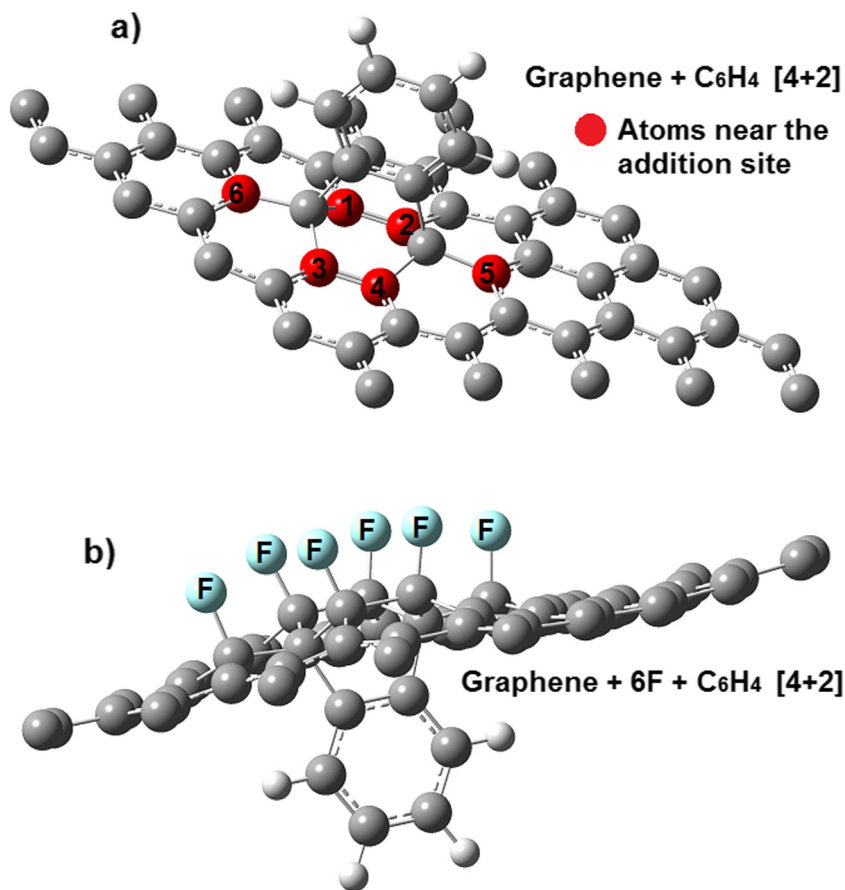 a)
Graphene + C6H4 [4+2]
Atoms near the
addition site
6
1
2
3
4
5
b)
F
F
F
F
F
F
Graphene + 6F + C6H4 [4+2]